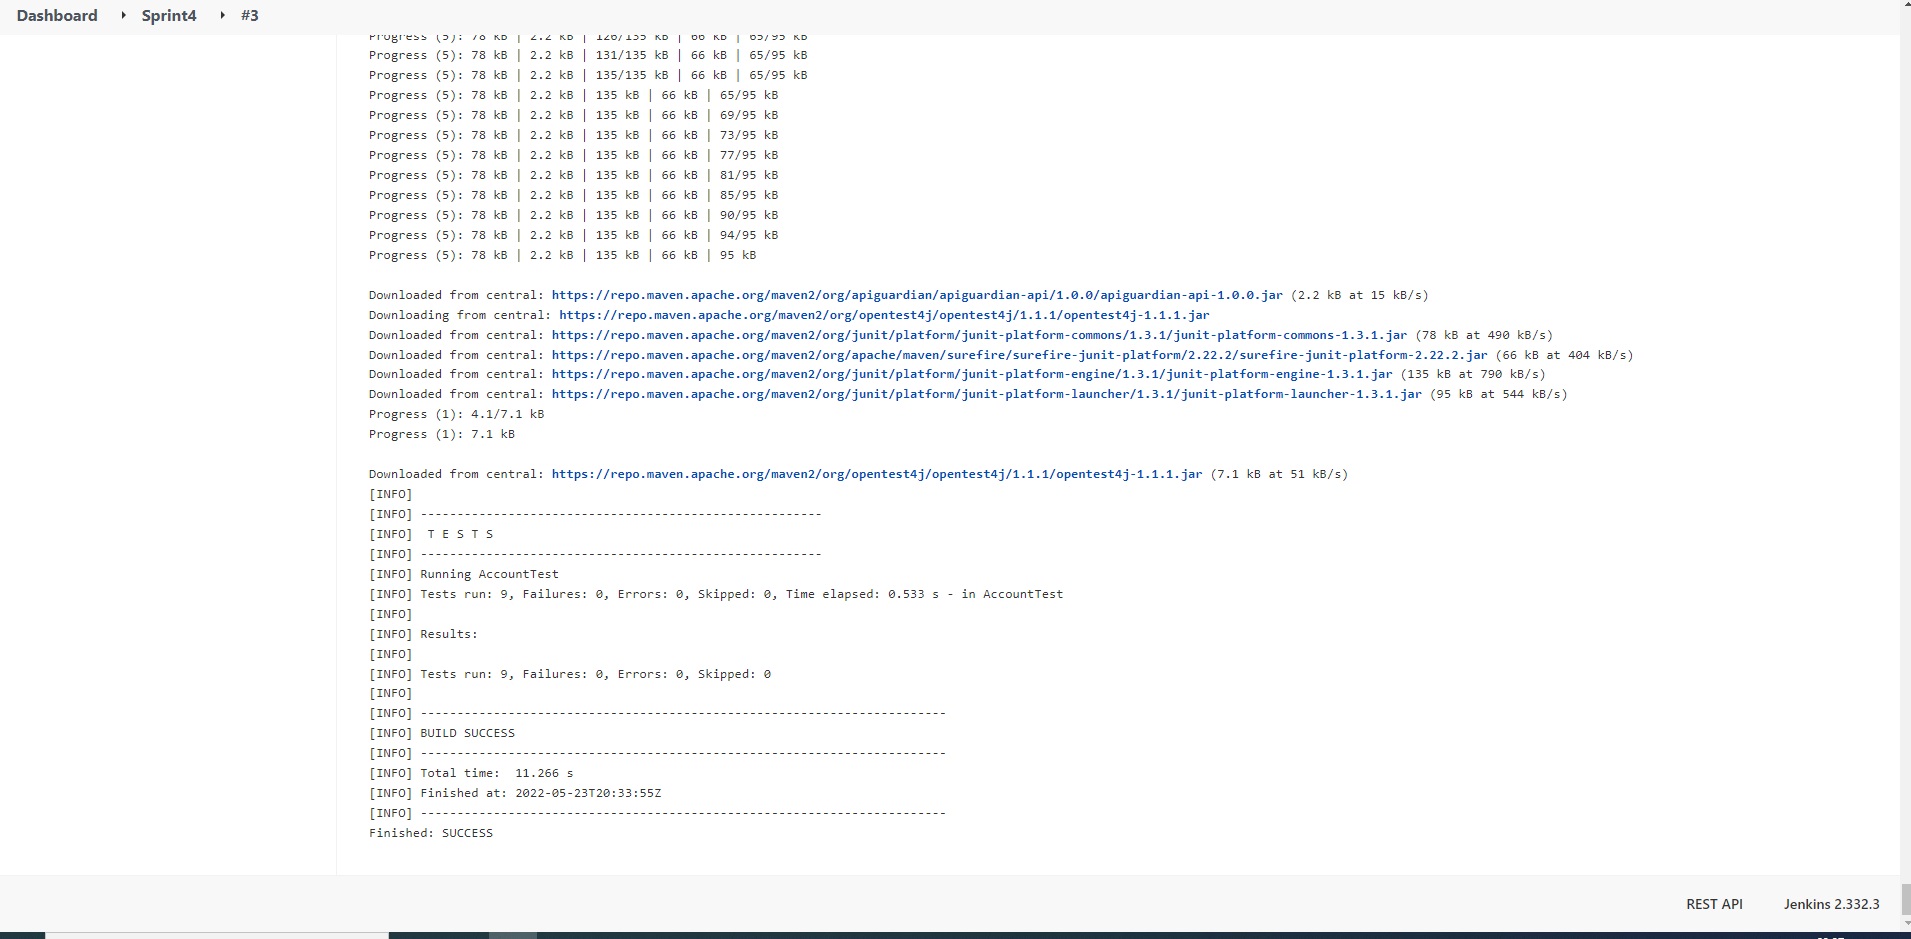 Dashboard ▸ Sprint4 ▸ #3
Progress (5): 78 kB | 2.2 kB | 126/135 kB | 66 kB | 65/95 kB
Progress (5): 78 kB | 2.2 kB | 131/135 kB | 66 kB | 65/95 kB
Progress (5): 78 kB | 2.2 kB | 135/135 kB | 66 kB | 65/95 kB
Progress (5): 78 kB | 2.2 kB | 135 kB | 66 kB | 65/95 kB
Progress (5): 78 kB | 2.2 kB | 135 kB | 66 kB | 69/95 kB
Progress (5): 78 kB | 2.2 kB | 135 kB | 66 kB | 73/95 kB
Progress (5): 78 kB | 2.2 kB | 135 kB | 66 kB | 77/95 kB
Progress (5): 78 kB | 2.2 kB | 135 kB | 66 kB | 81/95 kB
Progress (5): 78 kB | 2.2 kB | 135 kB | 66 kB | 85/95 kB
Progress (5): 78 kB | 2.2 kB | 135 kB | 66 kB | 90/95 kB
Progress (5): 78 kB | 2.2 kB | 135 kB | 66 kB | 94/95 kB
Progress (5): 78 kB | 2.2 kB | 135 kB | 66 kB | 95 kB
Downloaded from central: https://repo.maven.apache.org/maven2/org/apiguardian/apiguardian-api/1.0.0/apiguardian-api-1.0.0.jar (2.2 kB at 15 kB/s)
Downloading from central: https://repo.maven.apache.org/maven2/org/opentest4j/opentest4j/1.1.1/opentest4j-1.1.1.jar
Downloaded from central: https://repo.maven.apache.org/maven2/org/junit/platform/junit-platform-commons/1.3.1/junit-platform-commons-1.3.1.jar (78 kB at 490 kB/s)
Downloaded from central: https://repo.maven.apache.org/maven2/org/apache/maven/surefire/surefire-junit-platform/2.22.2/surefire-junit-platform-2.22.2.jar (66 kB at 404 kB/s)
Downloaded from central: https://repo.maven.apache.org/maven2/org/junit/platform/junit-platform-engine/1.3.1/junit-platform-engine-1.3.1.jar (135 kB at 790 kB/s)
Downloaded from central: https://repo.maven.apache.org/maven2/org/junit/platform/junit-platform-launcher/1.3.1/junit-platform-launcher-1.3.1.jar (95 kB at 544 kB/s)
Progress (1): 4.1/7.1 kB
Progress (1): 7.1 kB
Downloaded from central: https://repo.maven.apache.org/maven2/org/opentest4j/opentest4j/1.1.1/opentest4j-1.1.1.jar (7.1 kB at 51 kB/s)
[INFO]
[INFO] -------------------------------------------------------
[INFO]  T E S T S
[INFO] -------------------------------------------------------
[INFO] Running AccountTest
[INFO] Tests run: 9, Failures: 0, Errors: 0, Skipped: 0, Time elapsed: 0.533 s - in AccountTest
[INFO]
[INFO] Results:
[INFO]
[INFO] Tests run: 9, Failures: 0, Errors: 0, Skipped: 0
[INFO]
[INFO] ------------------------------------------------------------------------
[INFO] BUILD SUCCESS
[INFO] ------------------------------------------------------------------------
[INFO] Total time:  11.266 s
[INFO] Finished at: 2022-05-23T20:33:55Z
[INFO] ------------------------------------------------------------------------
Finished: SUCCESS
REST API Jenkins 2.332.3